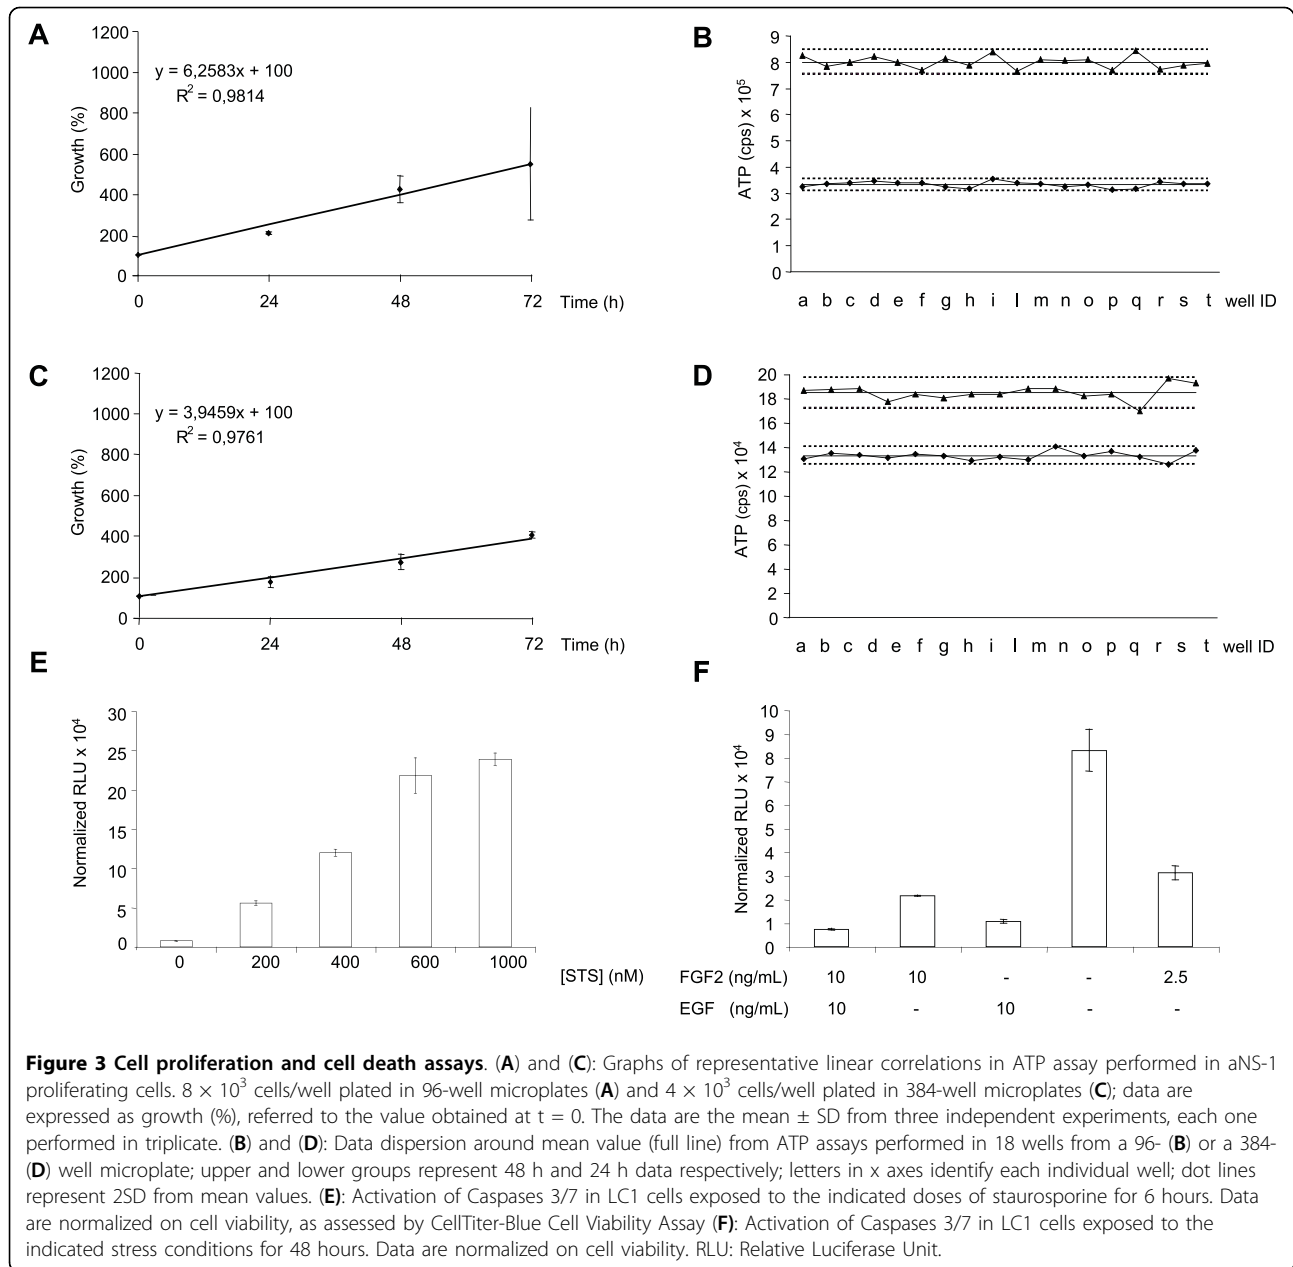 A
1200
1000
800
600
400
200
0
Growth (%)
y = 6,2583x + 100
R² = 0,9814
0 24 48 72 Time (h)
B
9
8
7
6
5
4
3
2
1
0
ATP (cps) x 10⁵
a b c d e f g h i l m n o p q r s t well ID
C
1200
1000
800
600
400
200
0
Growth (%)
y = 3,9459x + 100
R² = 0,9761
0 24 48 72 Time (h)
D
20
18
16
14
12
10
8
6
4
2
0
ATP (cps) x 10⁴
a b c d e f g h i l m n o p q r s t well ID
E
30
25
20
15
10
5
0
Normalized RLU x 10⁴
0 200 400 600 1000 [STS] (nM)
F
10
9
8
7
6
5
4
3
2
1
0
Normalized RLU x 10⁴
FGF2 (ng/mL) 10 10 - - 2.5
EGF (ng/mL) 10 - 10 - -
Figure 3 Cell proliferation and cell death assays. (A) and (C): Graphs of representative linear correlations in ATP assay performed in aNS-1
proliferating cells. 8 × 10³ cells/well plated in 96-well microplates (A) and 4 × 10³ cells/well plated in 384-well microplates (C); data are
expressed as growth (%), referred to the value obtained at t = 0. The data are the mean ± SD from three independent experiments, each one
performed in triplicate. (B) and (D): Data dispersion around mean value (full line) from ATP assays performed in 18 wells from a 96- (B) or a 384-
(D) well microplate; upper and lower groups represent 48 h and 24 h data respectively; letters in x axes identify each individual well; dot lines
represent 2SD from mean values. (E): Activation of Caspases 3/7 in LC1 cells exposed to the indicated doses of staurosporine for 6 hours. Data
are normalized on cell viability, as assessed by CellTiter-Blue Cell Viability Assay (F): Activation of Caspases 3/7 in LC1 cells exposed to the
indicated stress conditions for 48 hours. Data are normalized on cell viability. RLU: Relative Luciferase Unit.